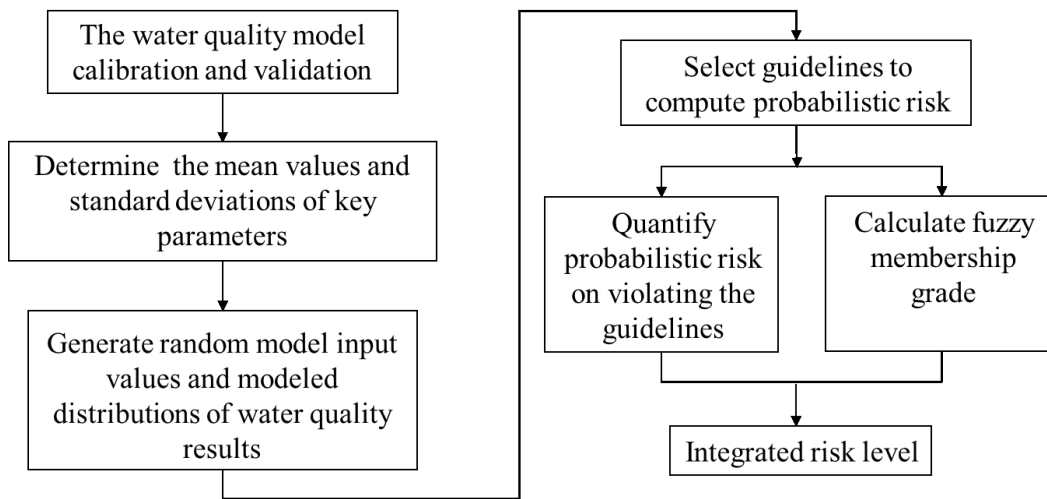 The water quality model
calibration and validation
Determine the mean values and
standard deviations of key
parameters
Generate random model input
values and modeled
distributions of water quality
results
Select guidelines to
compute probabilistic risk
Quantify
probabilistic risk
on violating the
guidelines
Calculate fuzzy
membership
grade
Integrated risk level